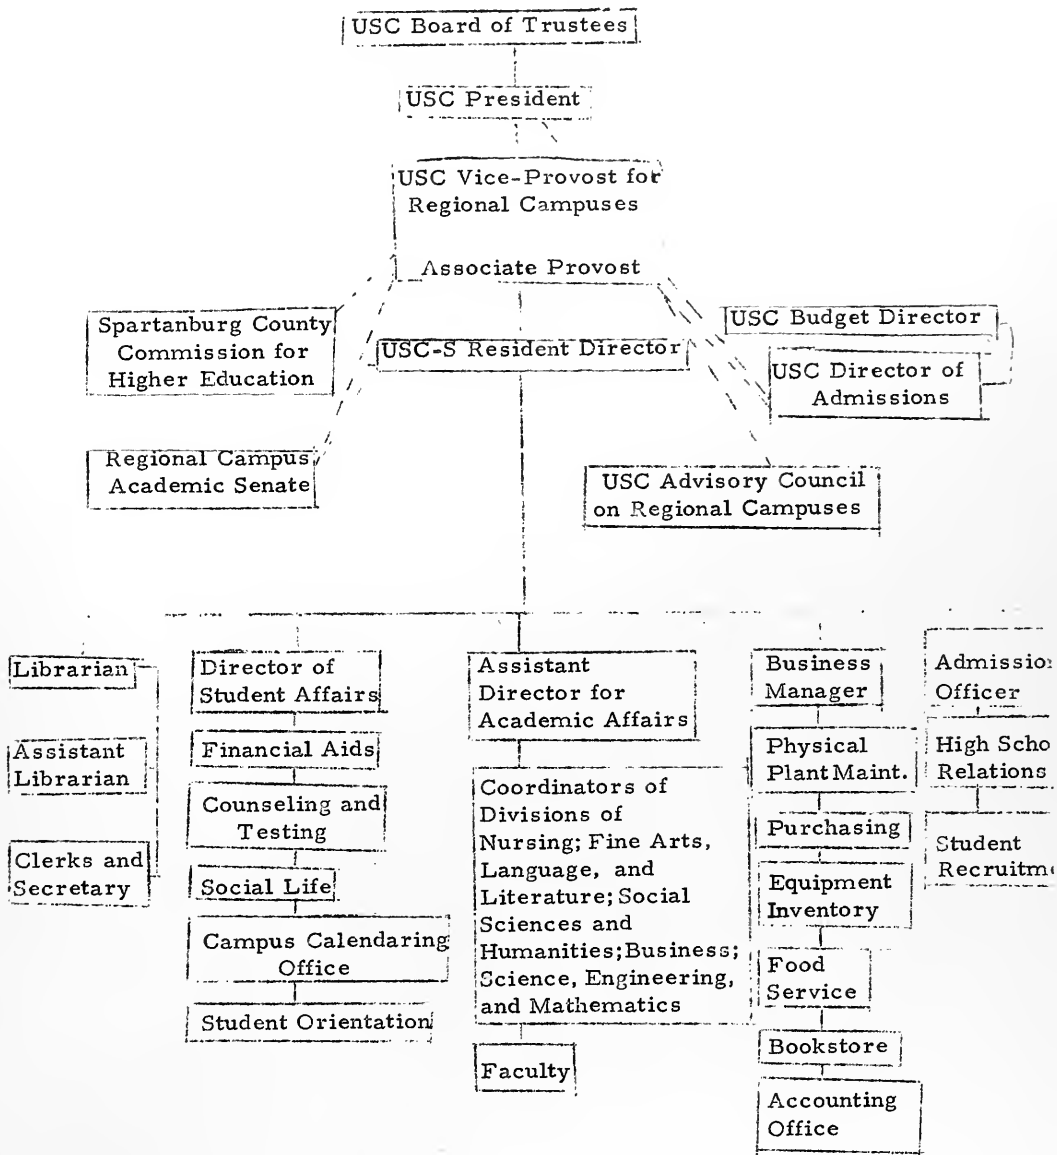 USC Board of Trustees
USC President
USC Vice-Provost for
Regional Campuses
Associate Provost
Spartanburg County
Commission for
Higher Education
USC-S Resident Director
USC Budget Director
USC Director of
Admissions
Regional Campus
Academic Senate
USC Advisory Council
on Regional Campuses
Librarian
Assistant
Librarian
Clerks and
Secretary
Director of
Student Affairs
Financial Aids
Counseling and
Testing
Social Life
Campus Calendaring
Office
Student Orientation
Assistant
Director for
Academic Affairs
Coordinators of
Divisions of
Nursing; Fine Arts,
Language, and
Literature; Social
Sciences and
Humanities; Business;
Science, Engineering,
and Mathematics
Faculty
Business
Manager
Physical
Plant Maint.
Purchasing
Equipment
Inventory
Food
Service
Bookstore
Accounting
Office
Admission
Officer
High Scho
Relations
Student
Recruitm